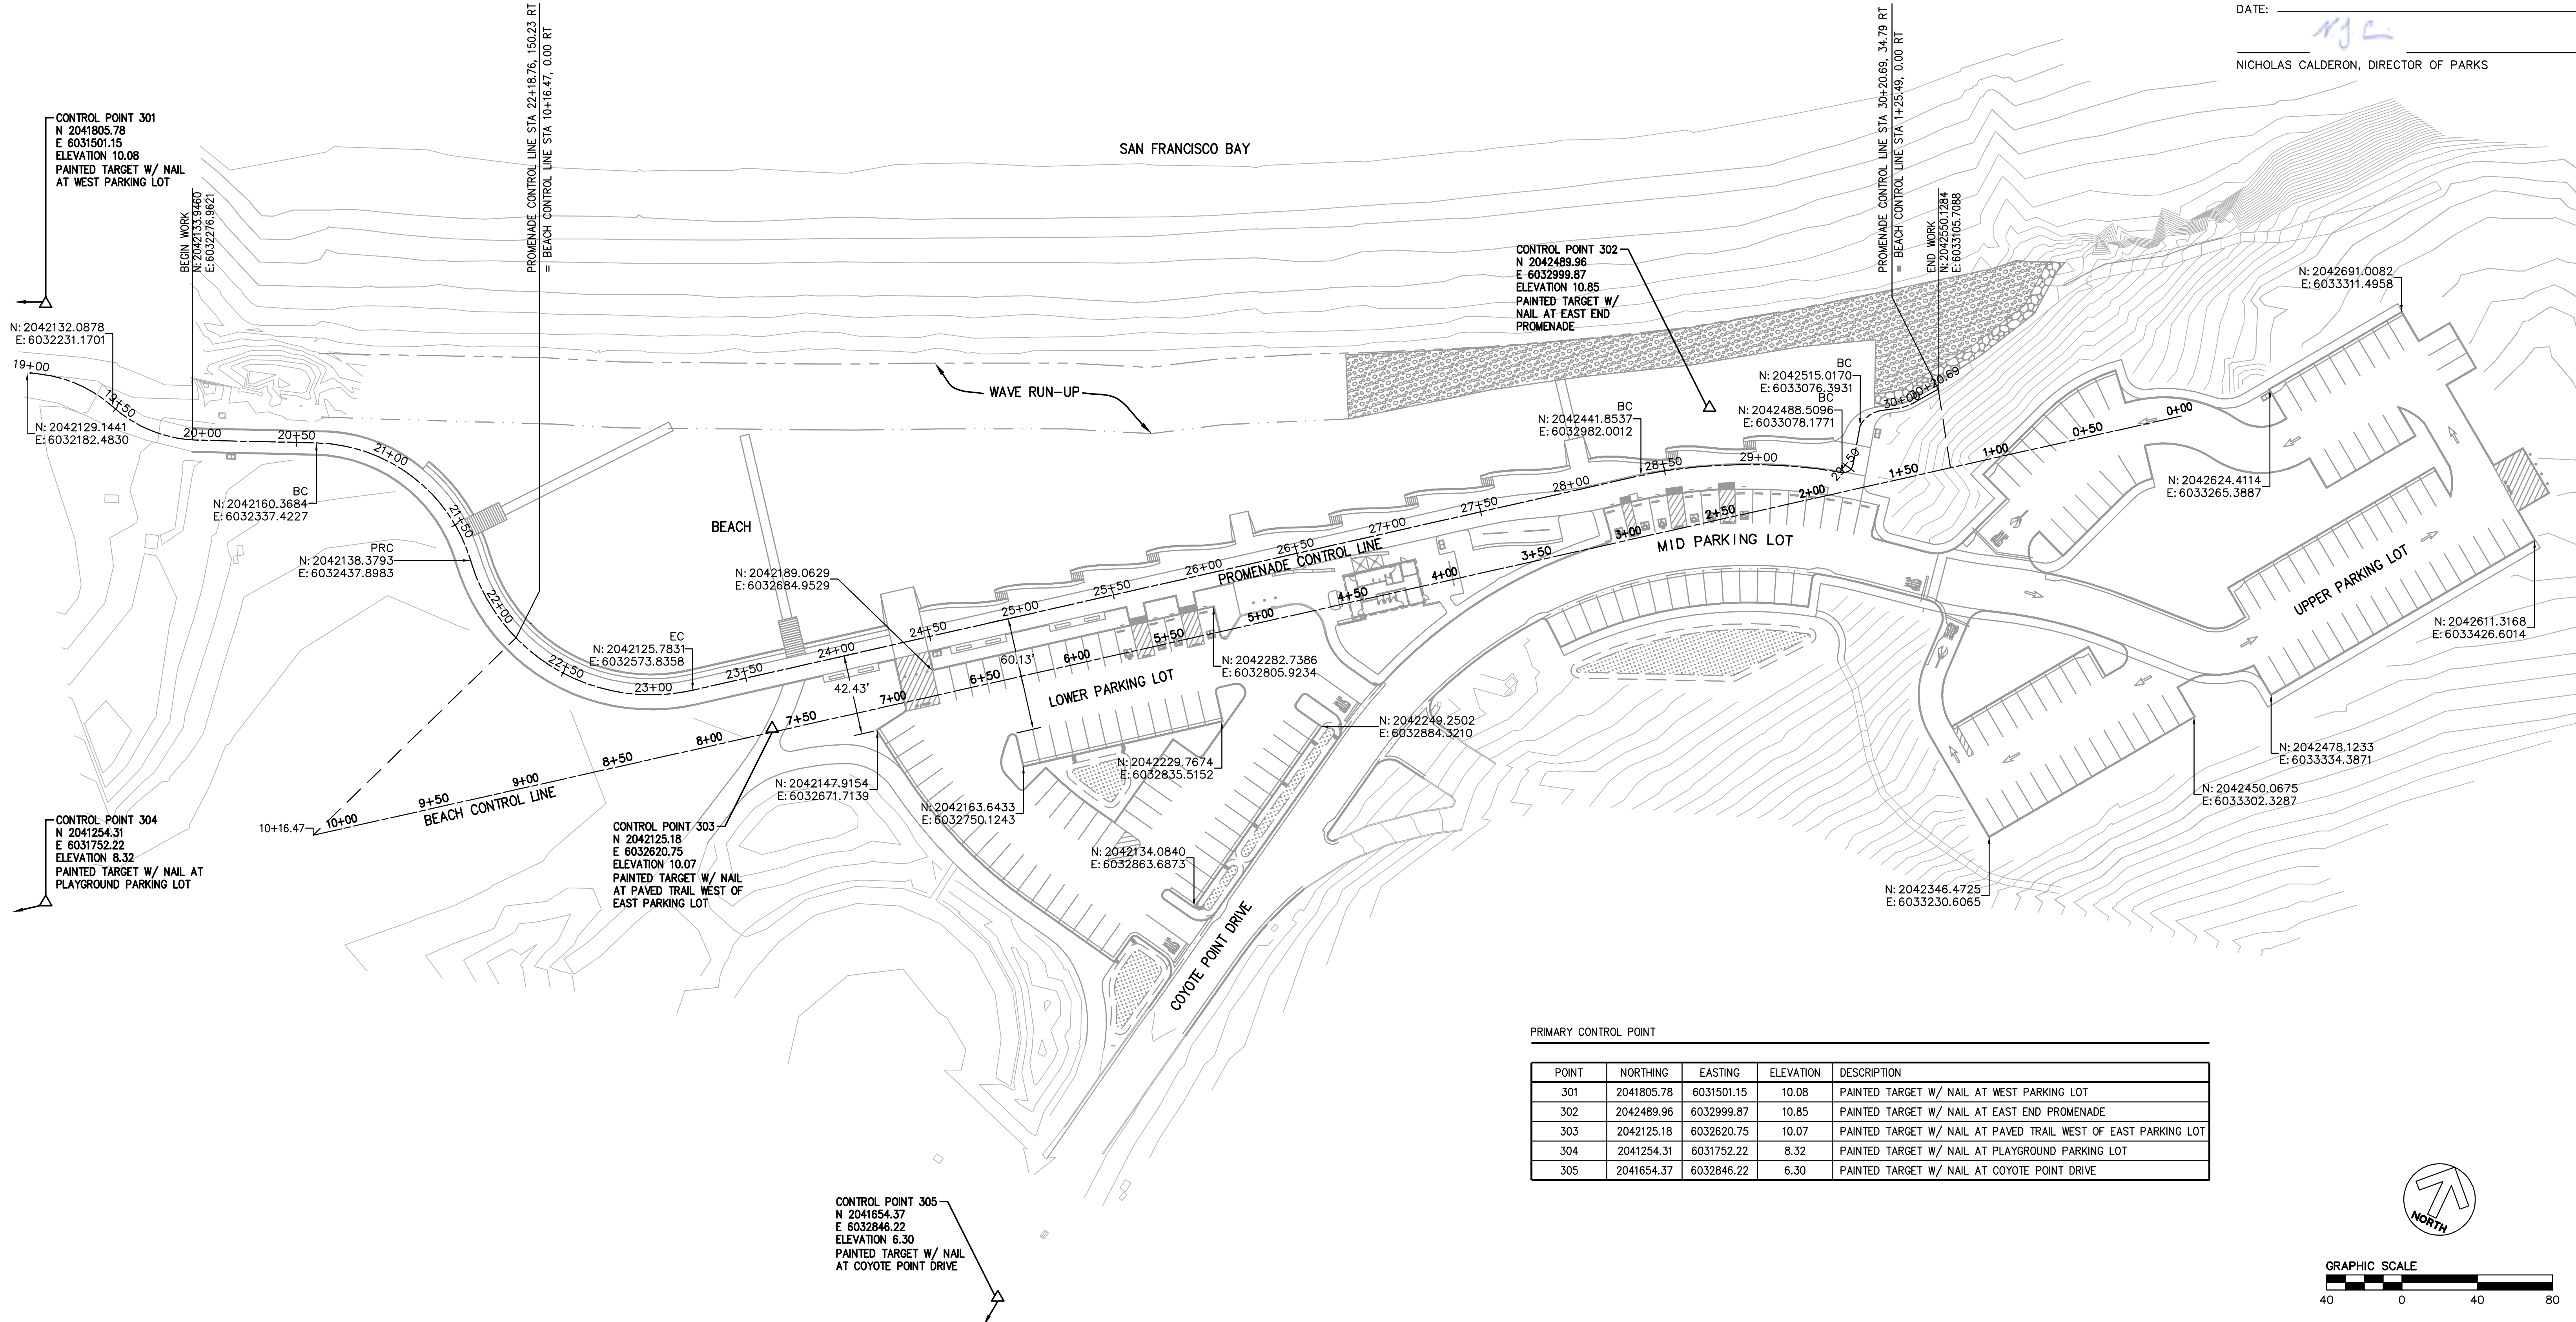 DATE:
NICHOLAS CALDERON, DIRECTOR OF PARKS
PROMENADE CONTROL LINE STA 22+18.76, 150.23 RT
= BEACH CONTROL LINE STA 10+16.47, 0.00 RT
PROMENADE CONTROL LINE STA 30+20.69, 34.79 RT
= BEACH CONTROL LINE STA 1+25.49, 0.00 RT
CONTROL POINT 301
N 2041805.78
E 6031501.15
ELEVATION 10.08
PAINTED TARGET W/ NAIL
AT WEST PARKING LOT
BEGIN WORK
N: 2042133.9460
E: 6032276.9621
SAN FRANCISCO BAY
CONTROL POINT 302
N 2042489.96
E 6032999.87
ELEVATION 10.85
PAINTED TARGET W/
NAIL AT EAST END
PROMENADE
END WORK
N: 2042550.1284
E: 6033105.7088
N: 2042691.0082
E: 6033311.4958
N: 2042132.0878
E: 6032231.1701
19+00
19+50
20+00
20+50
21+00
21+50
22+00
22+50
23+00
23+50
24+00
24+50
25+00
25+50
26+00
26+50
27+00
27+50
28+00
28+50
29+00
29+50
30+00
30+20.69
N: 2042129.1441
E: 6032182.4830
WAVE RUN-UP
BC
N: 2042515.0170
E: 6033076.3931
BC
N: 2042488.5096
E: 6033078.1771
BC
N: 2042441.8537
E: 6032982.0012
0+00
0+50
1+00
1+50
2+00
2+50
3+00
3+50
4+00
4+50
5+00
5+50
6+00
6+50
7+00
7+50
8+00
8+50
9+00
9+50
10+00
10+16.47
BC
N: 2042160.3684
E: 6032337.4227
BEACH
PROMENADE CONTROL LINE
MID PARKING LOT
N: 2042624.4114
E: 6033265.3887
PRC
N: 2042138.3793
E: 6032437.8983
N: 2042189.0629
E: 6032684.9529
UPPER PARKING LOT
N: 2042611.3168
E: 6033426.6014
EC
N: 2042125.7831
E: 6032573.8358
60.13'
42.43'
N: 2042282.7386
E: 6032805.9234
LOWER PARKING LOT
N: 2042249.2502
E: 6032884.3210
N: 2042478.1233
E: 6033334.3871
N: 2042229.7674
E: 6032835.5152
N: 2042147.9154
E: 6032671.7139
N: 2042450.0675
E: 6033302.3287
N: 2042163.6433
E: 6032750.1243
BEACH CONTROL LINE
CONTROL POINT 304
N 2041254.31
E 6031752.22
ELEVATION 8.32
PAINTED TARGET W/ NAIL AT
PLAYGROUND PARKING LOT
CONTROL POINT 303
N 2042125.18
E 6032620.75
ELEVATION 10.07
PAINTED TARGET W/ NAIL
AT PAVED TRAIL WEST OF
EAST PARKING LOT
N: 2042134.0840
E: 6032863.6873
N: 2042346.4725
E: 6033230.6065
COYOTE POINT DRIVE
PRIMARY CONTROL POINT
POINT NORTHING EASTING ELEVATION DESCRIPTION
301 2041805.78 6031501.15 10.08 PAINTED TARGET W/ NAIL AT WEST PARKING LOT
302 2042489.96 6032999.87 10.85 PAINTED TARGET W/ NAIL AT EAST END PROMENADE
303 2042125.18 6032620.75 10.07 PAINTED TARGET W/ NAIL AT PAVED TRAIL WEST OF EAST PARKING LOT
304 2041254.31 6031752.22 8.32 PAINTED TARGET W/ NAIL AT PLAYGROUND PARKING LOT
305 2041654.37 6032846.22 6.30 PAINTED TARGET W/ NAIL AT COYOTE POINT DRIVE
CONTROL POINT 305
N 2041654.37
E 6032846.22
ELEVATION 6.30
PAINTED TARGET W/ NAIL
AT COYOTE POINT DRIVE
NORTH
GRAPHIC SCALE
40 0 40 80